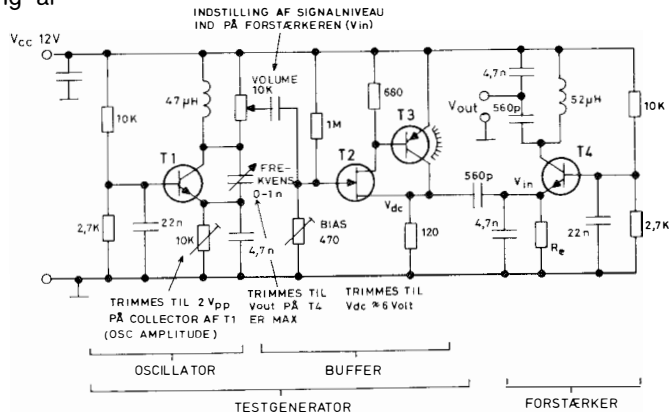 ng af
INDSTILLING AF SIGNALNIVEAU
IND PÅ FORSTÆRKEREN (Vin)
Vcc 12V
VOLUME
10K
47µH
10K
1M
680
T3
4,7n
Vout
560p
52µH
10K
T1
T2
T4
FRE-
KVENS
0-1n
560p
Vin
Vdc
2,7K
22n
10K
4,7n
BIAS
470
120
4,7n
Re
22n
2,7K
TRIMMES TIL 2Vpp
PÅ COLLECTOR AF T1
(OSC AMPLITUDE)
TRIMMES TIL
Vout PÅ T4
ER MAX
TRIMMES TIL
Vdc ≈ 6 Volt
OSCILLATOR
BUFFER
TESTGENERATOR
FORSTÆRKER